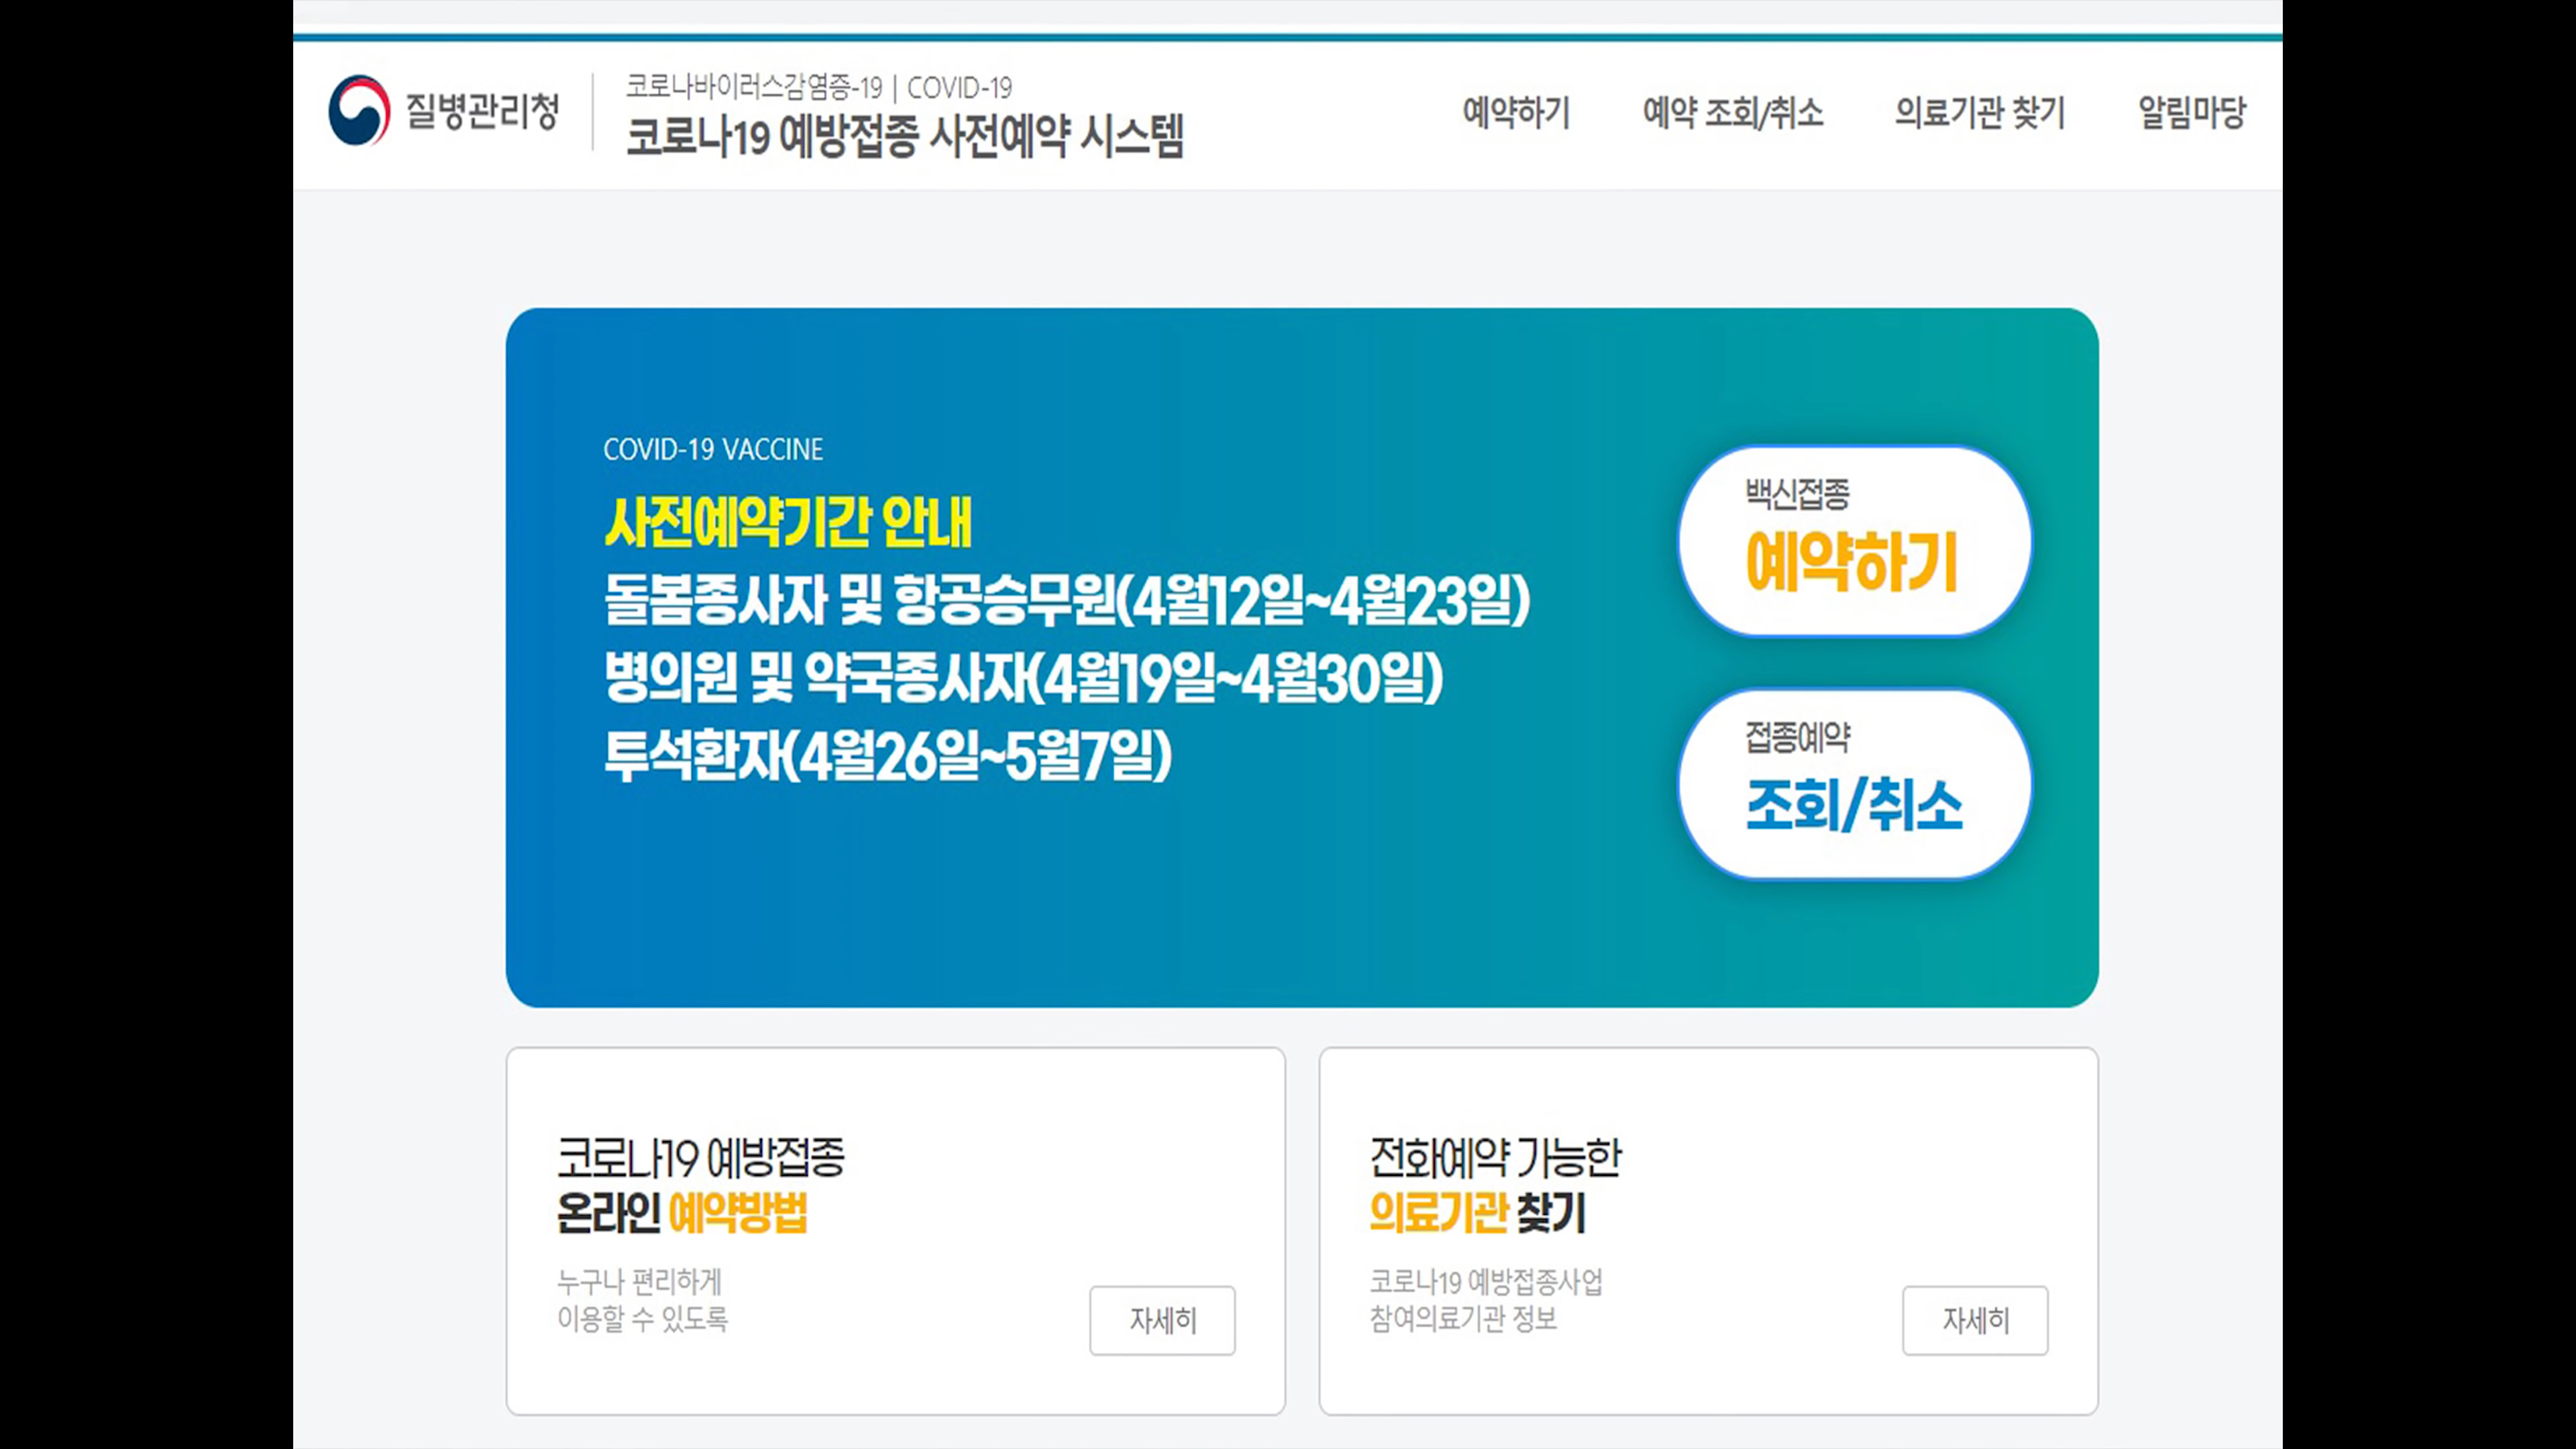 질병관리청
코로나바이러스감염증-19 | COVID-19
코로나19 예방접종 사전예약 시스템
예약하기
예약 조회/취소
의료기관 찾기
알림마당
COVID-19 VACCINE
사전예약기간 안내
돌봄종사자 및 항공승무원(4월12일~4월23일)
병의원 및 약국종사자(4월19일~4월30일)
투석환자(4월26일~5월7일)
백신접종
예약하기
접종예약
조회/취소
코로나19 예방접종
온라인 예약방법
누구나 편리하게
이용할 수 있도록
자세히
전화예약 가능한
의료기관 찾기
코로나19 예방접종사업
참여의료기관 정보
자세히